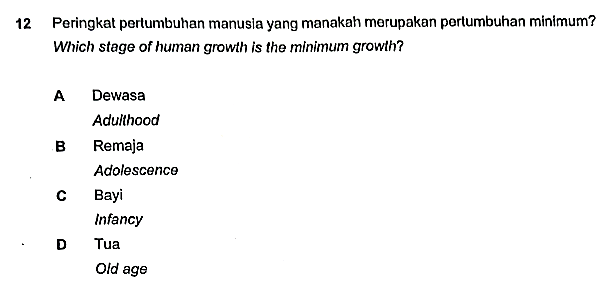 12 Peringkat pertumbuhan manusia yang manakah merupakan pertumbuhan minimum?
Which stage of human growth is the minimum growth?
A Dewasa
Adulthood
B Remaja
Adolescence
C Bayi
Infancy
D Tua
Old age